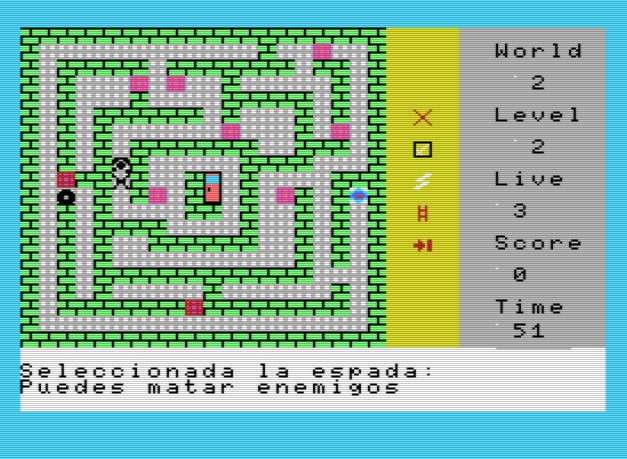 World
2
Level
2
Live
3
Score
0
Time
51
Seleccionada la espada:
Puedes matar enemigos